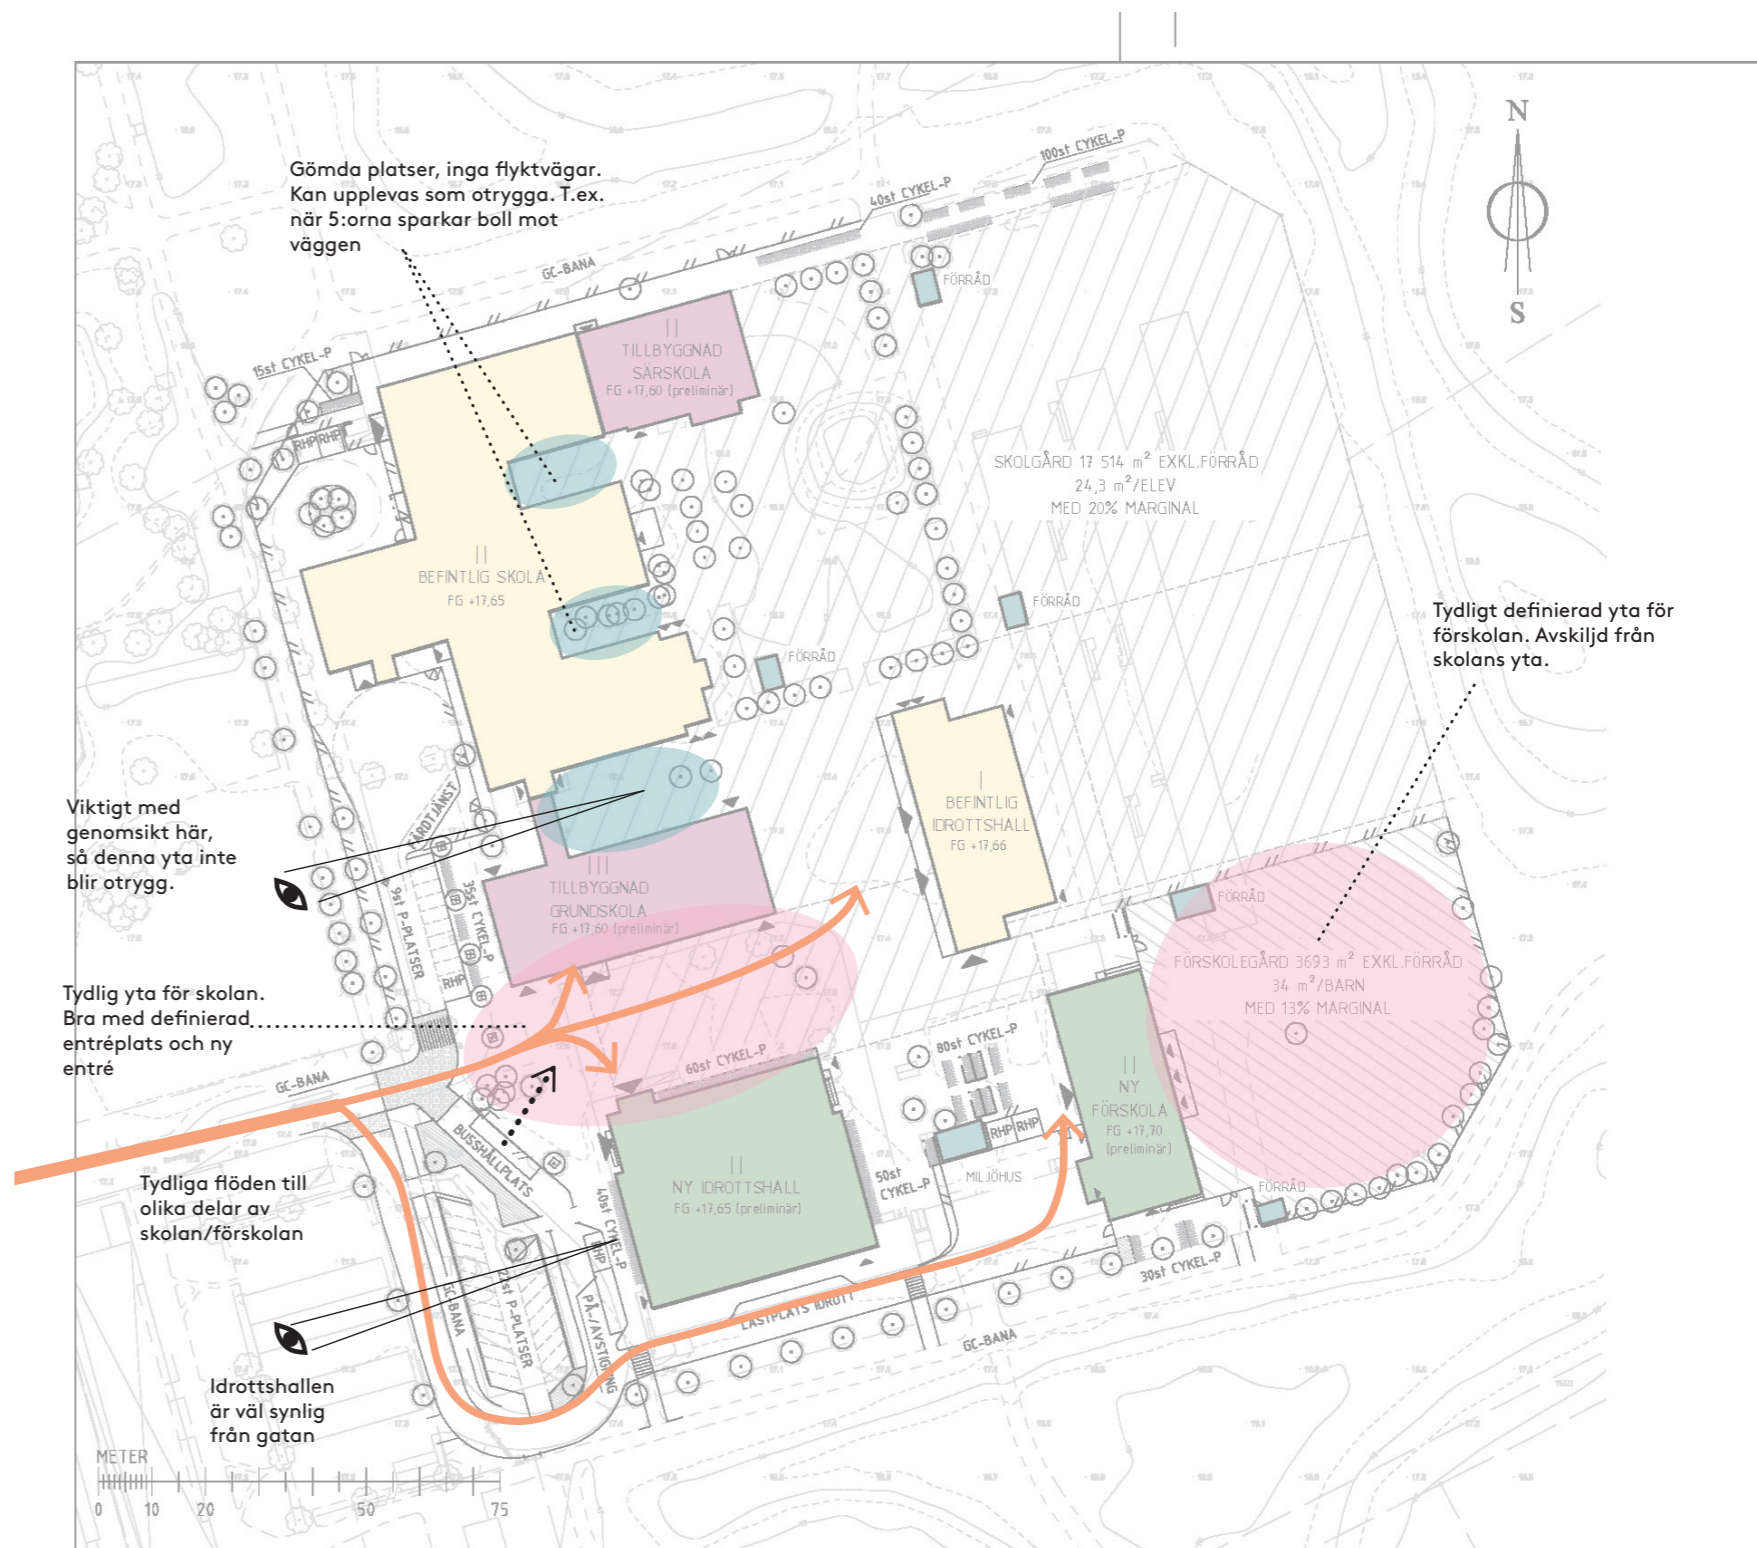 N
S
100st CYKEL-P
40st CYKEL-P
Gömda platser, inga flyktvägar.
Kan upplevas som otrygga. T.ex.
när 5:orna sparkar boll mot
väggen
GC-BANA
FÖRRÅD
15st CYKEL-P
II
TILLBYGGNAD
SÄRSKOLA
FG +17,60 (preliminär)
RHP
RHP
SKOLGÅRD 17 514 m² EXKL.FÖRRÅD
24,3 m²/ELEV
MED 20% MARGINAL
II
BEFINTLIG SKOLA
FG +17,65
FÖRRÅD
FÖRRÅD
Tydligt definierad yta för
förskolan. Avskiljd från
skolans yta.
I
BEFINTLIG
IDROTTSHALL
FG +17,66
Viktigt med
genomsikt här,
så denna yta inte
blir otrygg.
9st P-PLATSER
35st CYKEL-P
RHP
III
TILLBYGGNAD
GRUNDSKOLA
FG +17,60 (preliminär)
FÖRRÅD
FÖRSKOLEGÅRD 3693 m² EXKL.FÖRRÅD
34 m²/BARN
MED 13% MARGINAL
Tydlig yta för skolan.
Bra med definierad
entréplats och ny
entré
GC-BANA
60st CYKEL-P
80st CYKEL-P
II
NY
FÖRSKOLA
FG +17,70
(preliminär)
RHP
RHP
MILJÖHUS
BUSSHÅLLPLATS
II
NY IDROTTSHALL
FG +17,65 (preliminär)
50st
CYKEL-P
40st CYKEL-P
RHP
FÖRRÅD
30st CYKEL-P
Tydliga flöden till
olika delar av
skolan/förskolan
GC-BANA
22st P-PLATSER
PÅ-/AVSTIGNING
LASTPLATS IDROTT
GC-BANA
Idrottshallen
är väl synlig
från gatan
METER
0 10 20 50 75